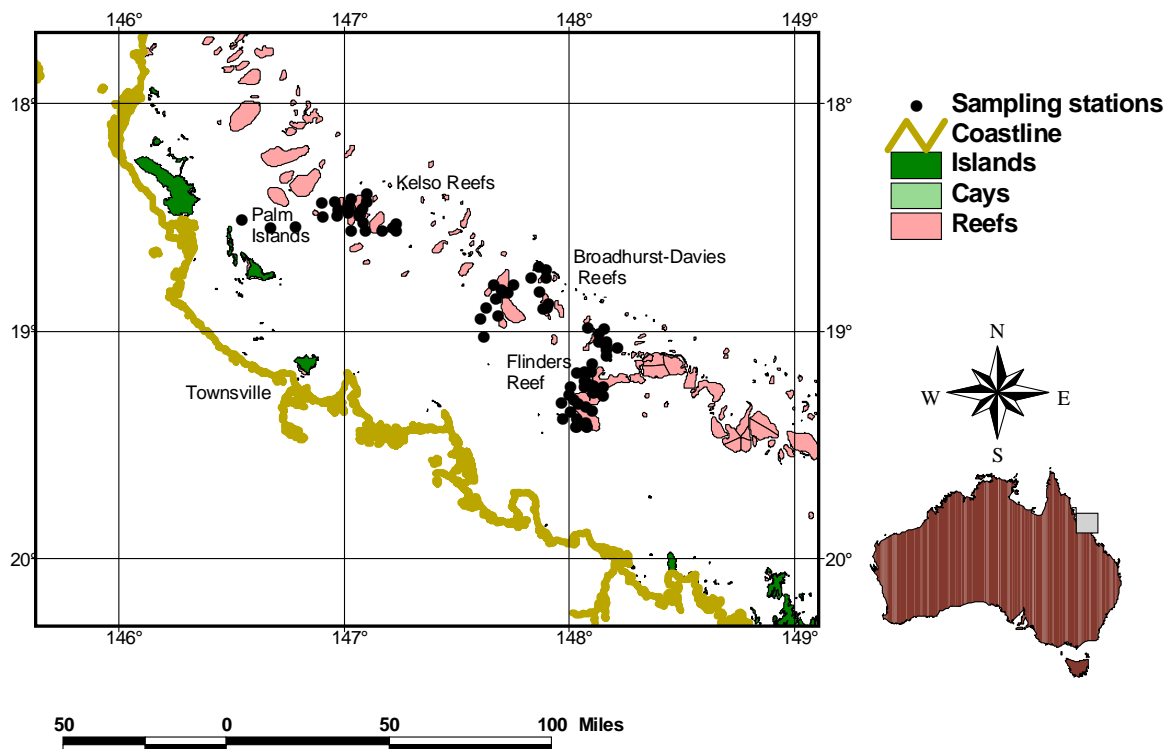 146° 147° 148° 149°
18° 18°
Kelso Reefs
Palm
Islands
Broadhurst-Davies
Reefs
19° 19°
Flinders
Reef
Townsville
20° 20°
146° 147° 148° 149°
Sampling stations
Coastline
Islands
Cays
Reefs
N
W E
S
50 0 50 100 Miles